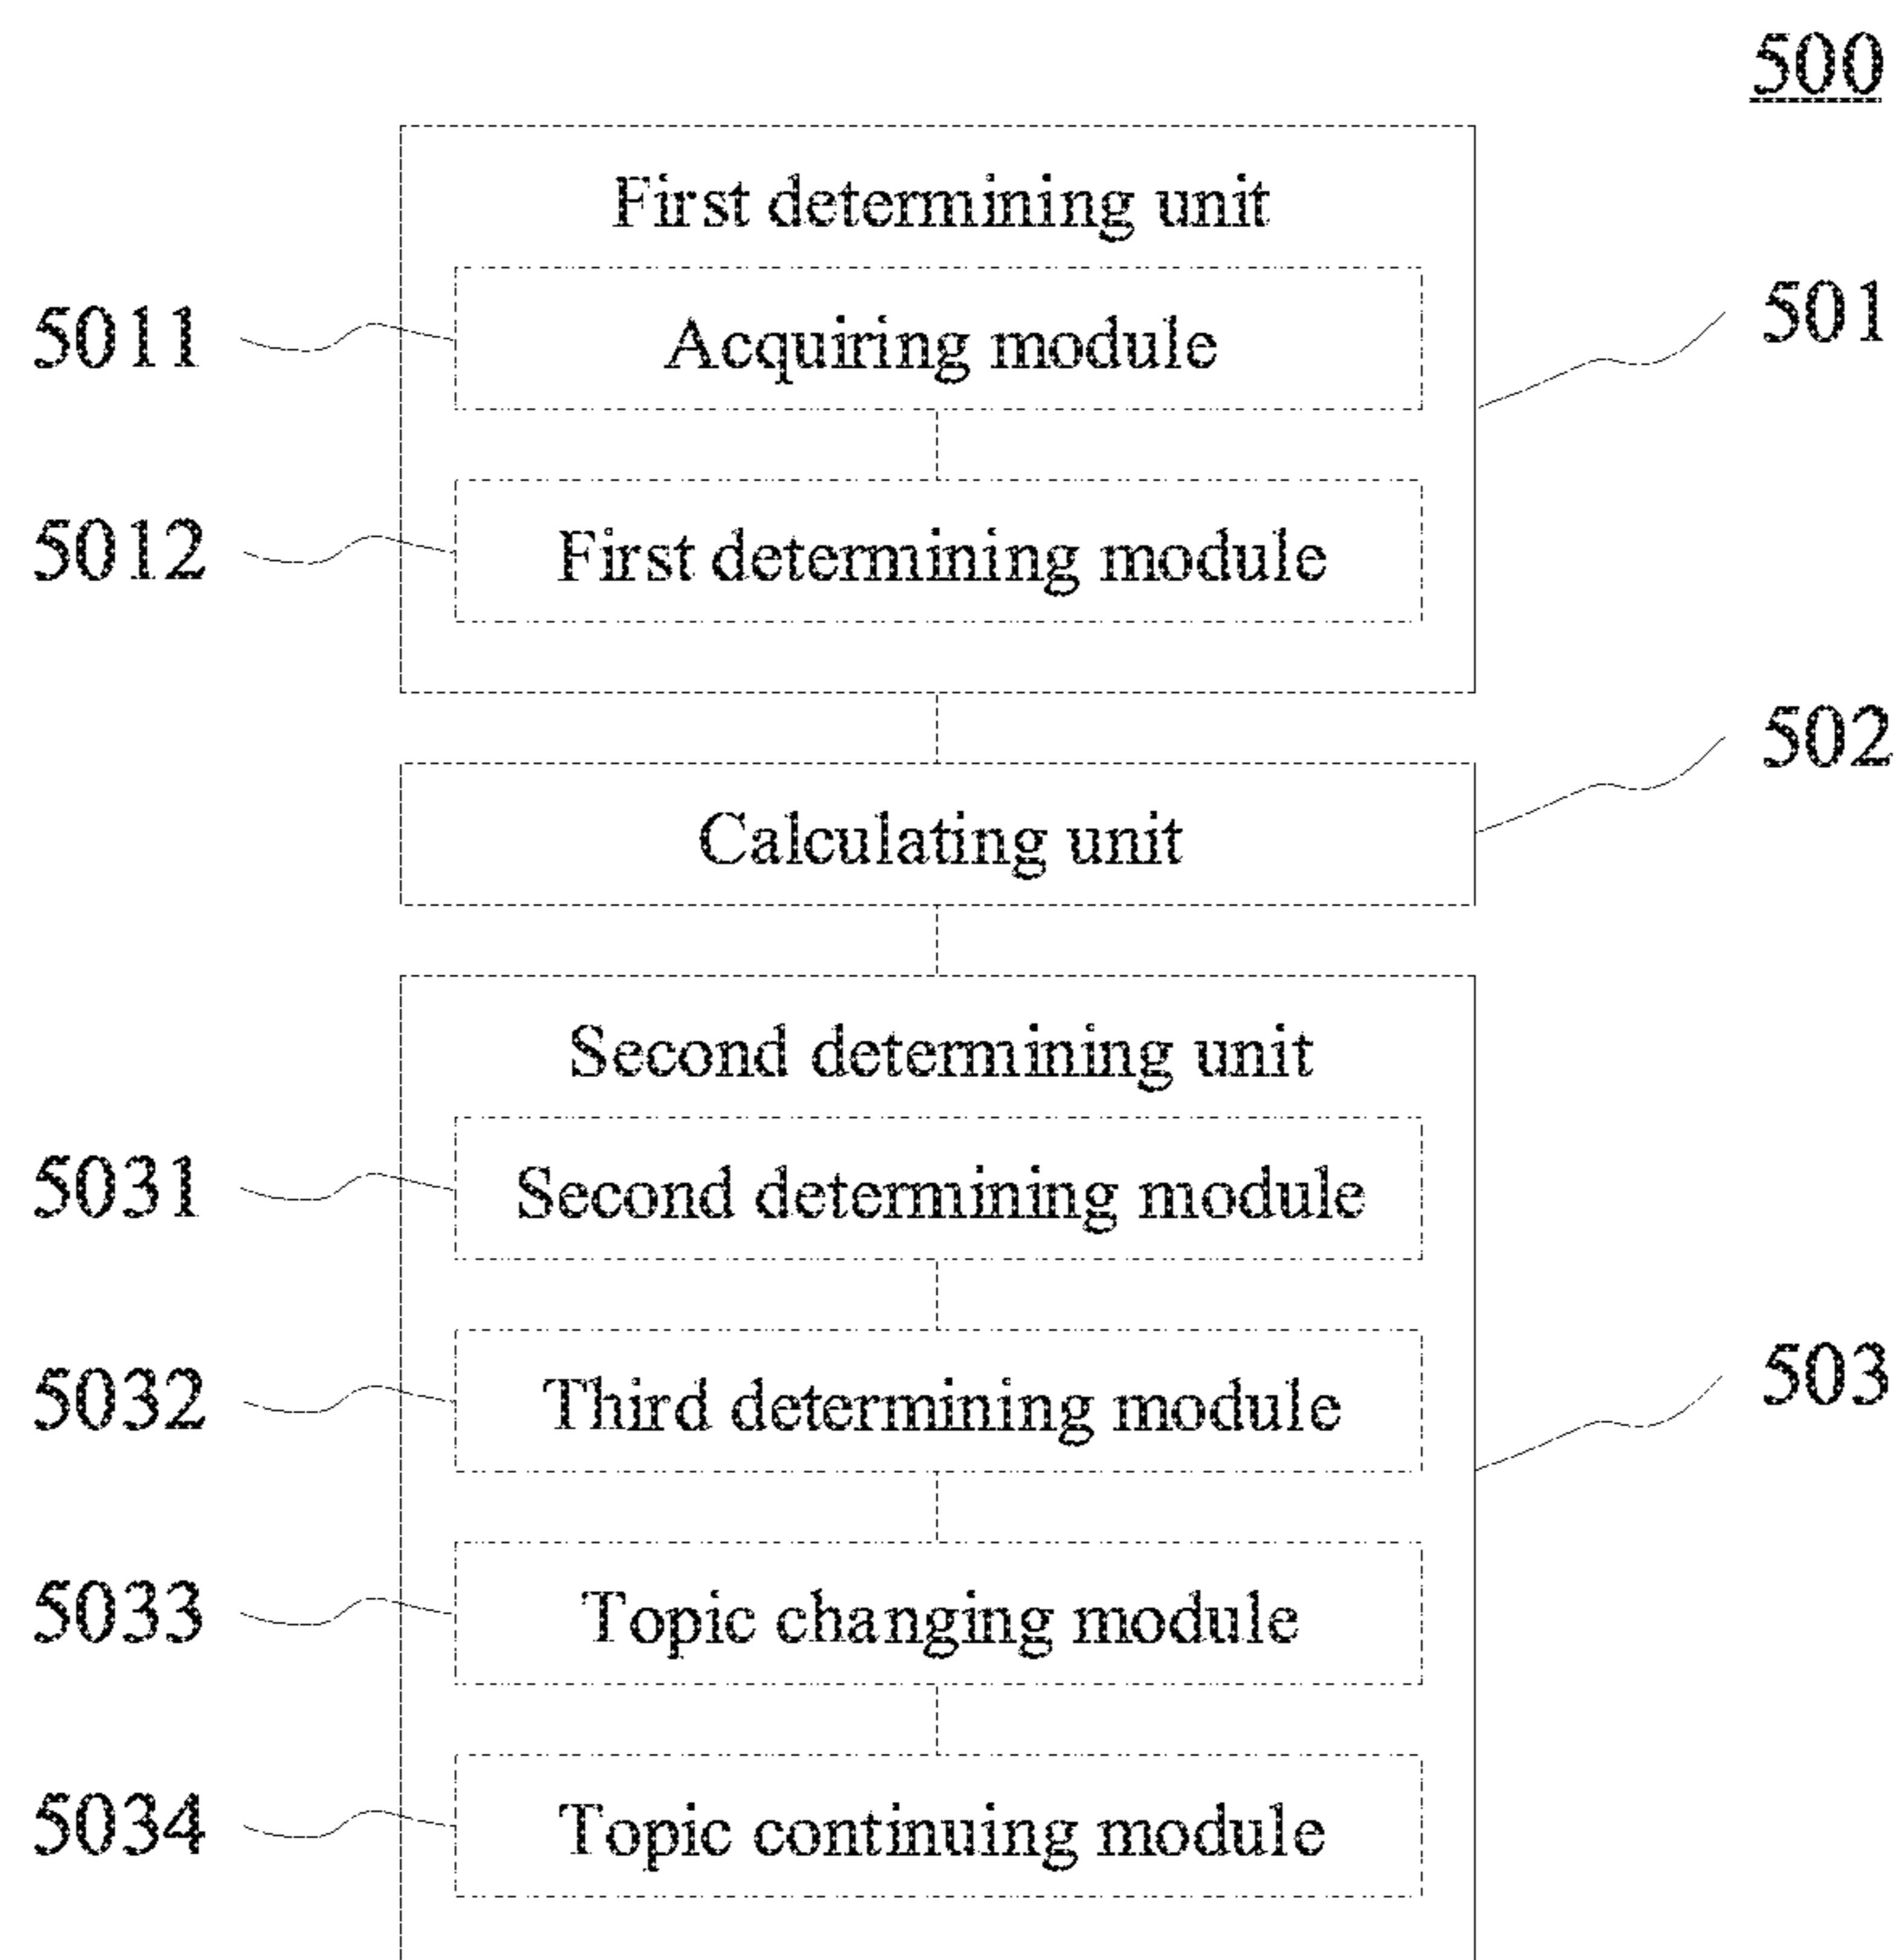 500
First determining unit
5011
Acquiring module
501
5012
First determining module
502
Calculating unit
Second determining unit
5031
Second determining module
5032
Third determining module
503
5033
Topic changing module
5034
Topic continuing module